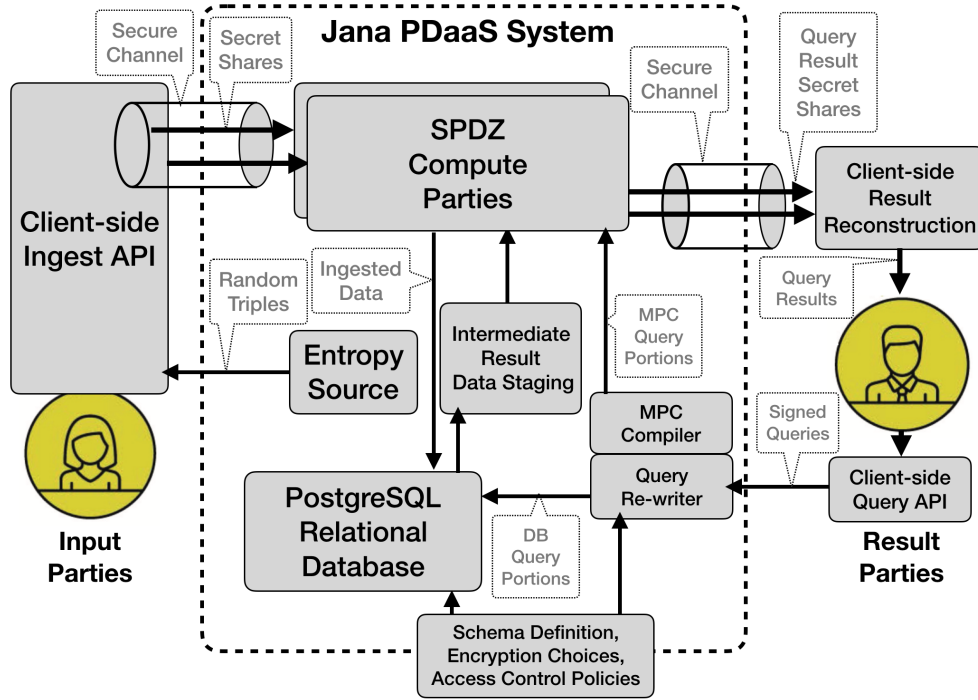 Jana PDaaS System
Secure
Channel
Secret
Shares
Secure
Channel
Query
Result
Secret
Shares
SPDZ
Compute
Parties
Client-side
Ingest API
Client-side
Result
Reconstruction
Random
Triples
Ingested
Data
Query
Results
Intermediate
Result
Data Staging
MPC
Query
Portions
Entropy
Source
MPC
Compiler
Signed
Queries
Query
Re-writer
Client-side
Query API
PostgreSQL
Relational
Database
DB
Query
Portions
Input
Parties
Result
Parties
Schema Definition,
Encryption Choices,
Access Control Policies